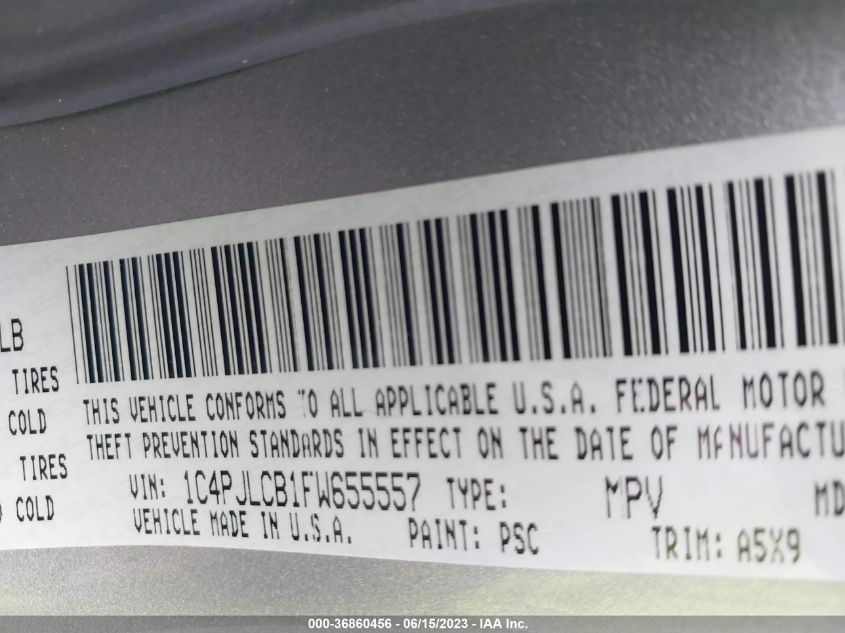 LB
TIRES
COLD
TIRES
COLD
THIS VEHICLE CONFORMS TO ALL APPLICABLE U.S.A. FEDERAL MOTOR
THEFT PREVENTION STANDARDS IN EFFECT ON THE DATE OF MANUFACTU
VIN: 1C4PJLCB1FW655557 TYPE: MPV MD
VEHICLE MADE IN U.S.A. PAINT: PSC TRIM: A5X9
000-36860456 - 06/15/2023 - IAA Inc.